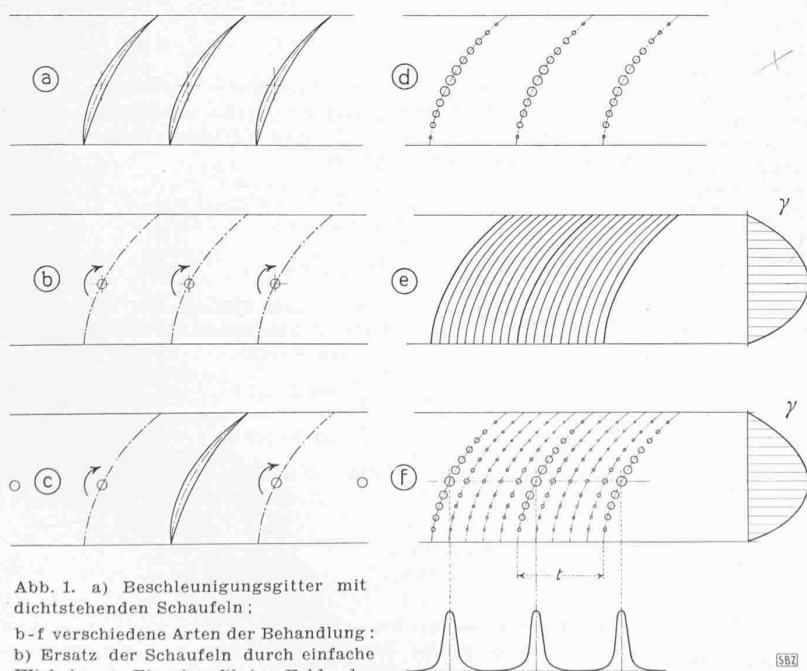 a
d
γ
b
e
γ
c
f
t
Abb. 1. a) Beschleunigungsgitter mit
dichtstehenden Schaufeln;
b-f verschiedene Arten der Behandlung:
b) Ersatz der Schaufeln durch einfache
SBZ